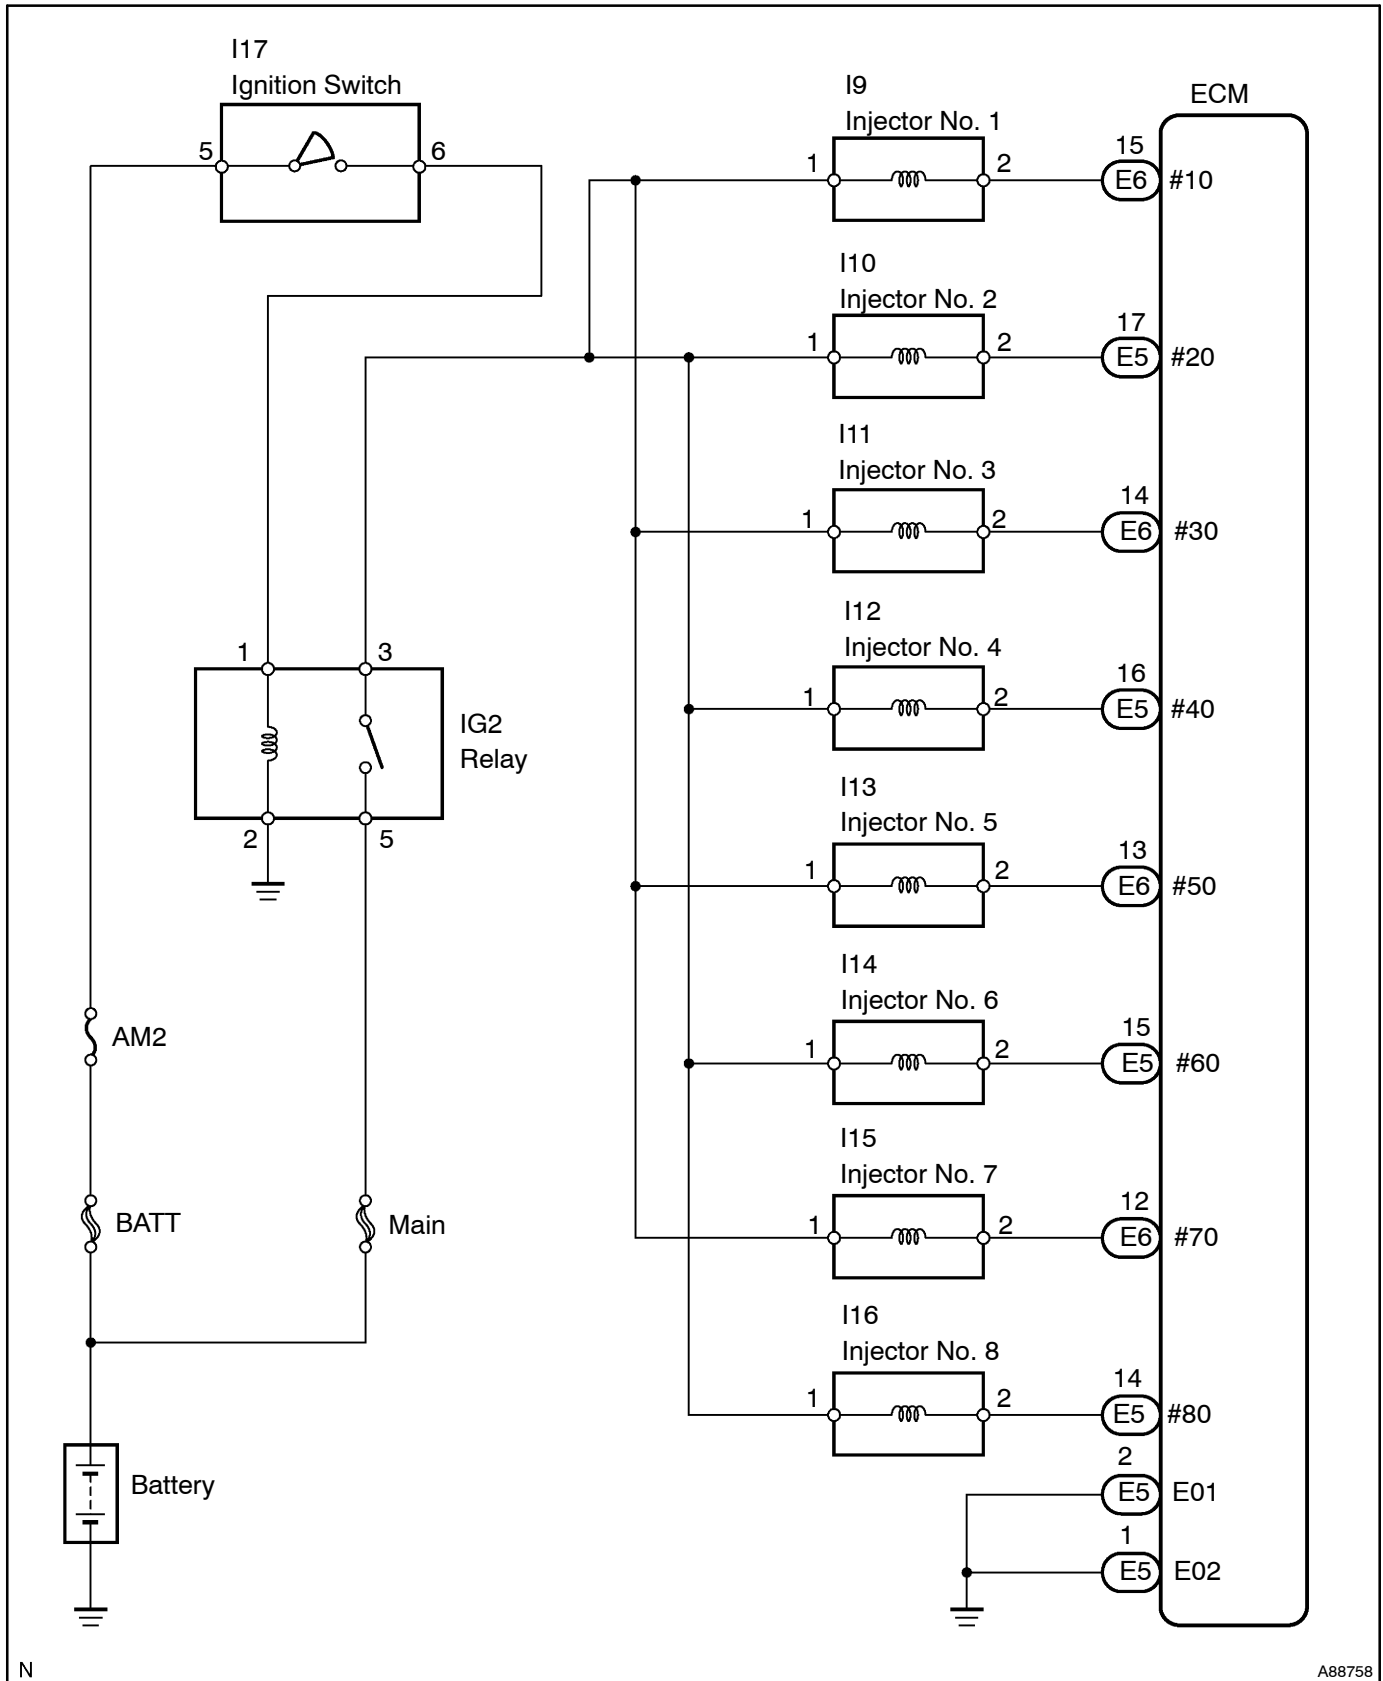 I17
Ignition Switch
5
6
I9
Injector No. 1
1
2
ECM
15
E6
#10
I10
Injector No. 2
1
2
17
E5
#20
I11
Injector No. 3
1
2
14
E6
#30
I12
Injector No. 4
1
2
16
E5
#40
1
3
IG2
Relay
2
5
I13
Injector No. 5
1
2
13
E6
#50
I14
Injector No. 6
1
2
15
E5
#60
AM2
I15
Injector No. 7
1
2
12
E6
#70
BATT
Main
I16
Injector No. 8
1
2
14
E5
#80
2
E5
E01
Battery
1
E5
E02
N
A88758